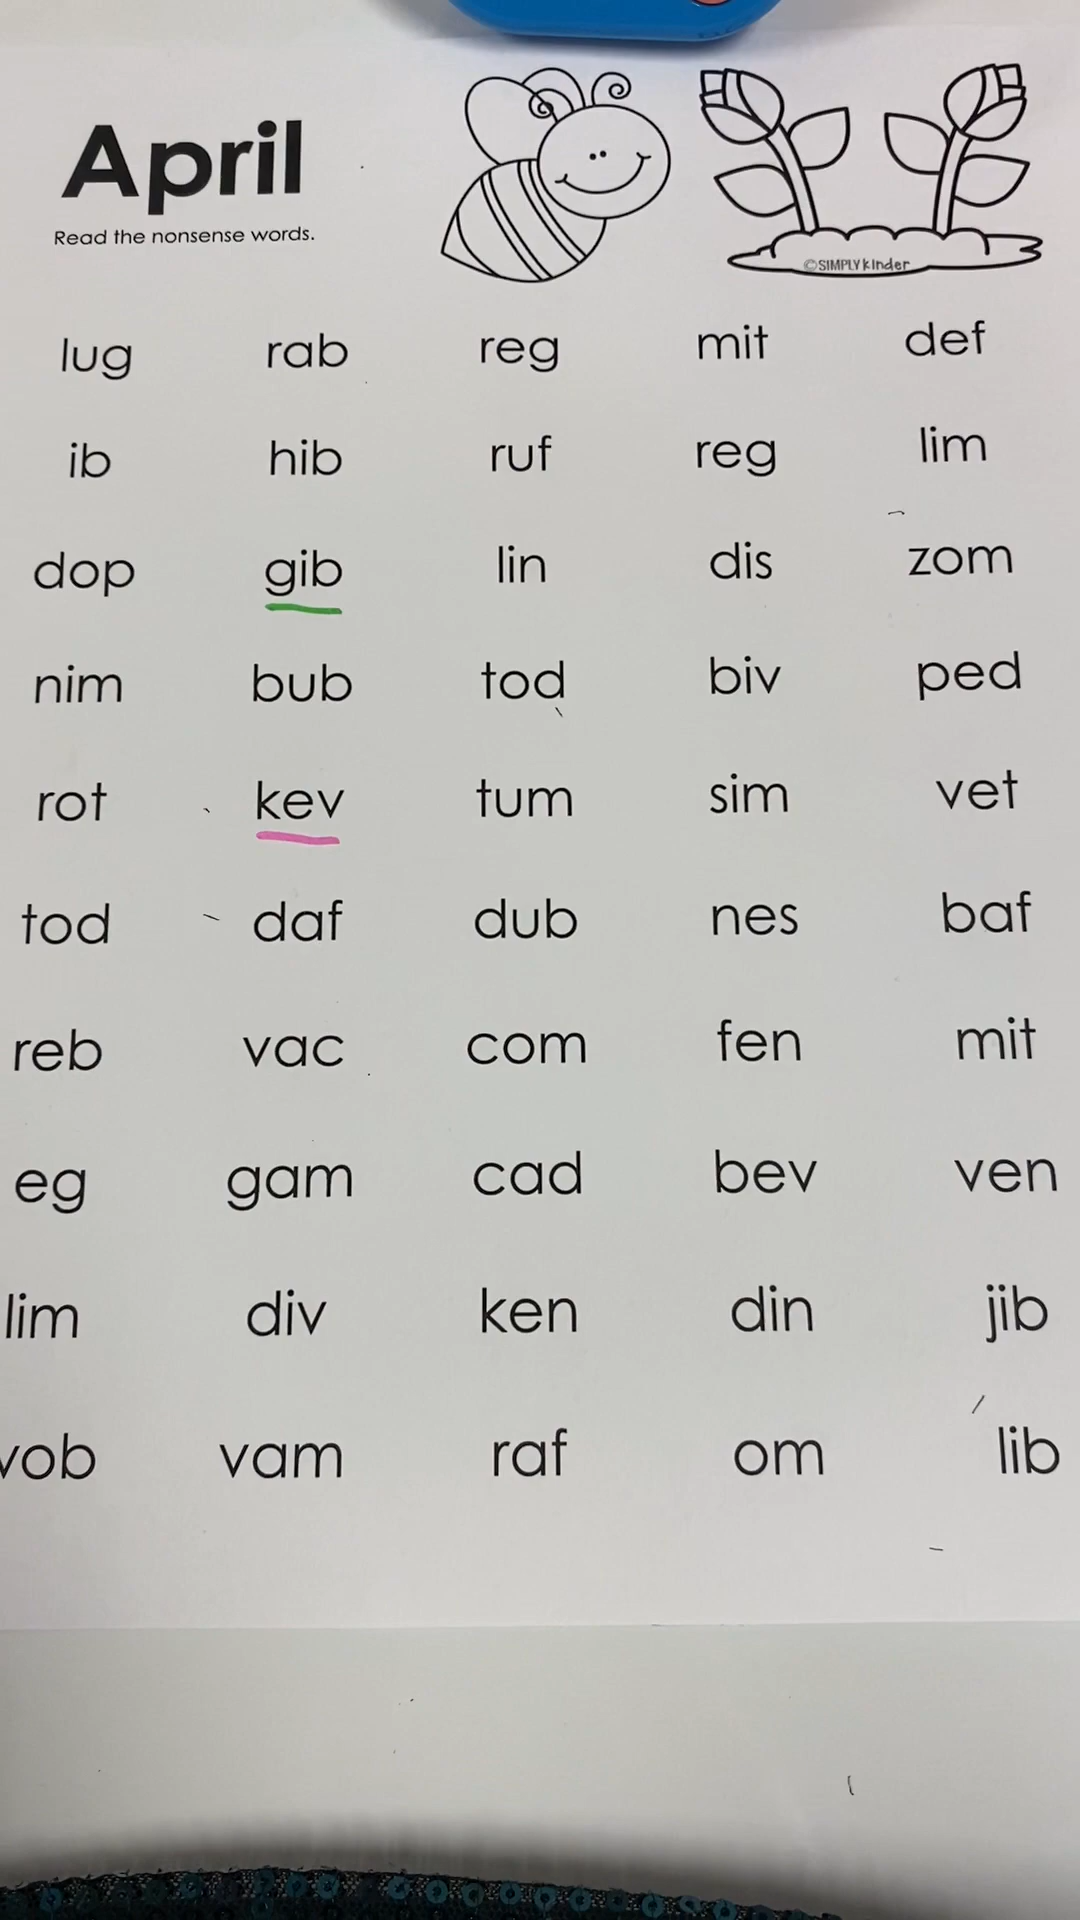 April
Read the nonsense words.
©SIMPLYkinder
lug rab reg mit def
ib hib ruf reg lim
dop gib lin dis zom
nim bub tod biv ped
rot kev tum sim vet
tod daf dub nes baf
reb vac com fen mit
eg gam cad bev ven
lim div ken din jib
vob vam raf om lib